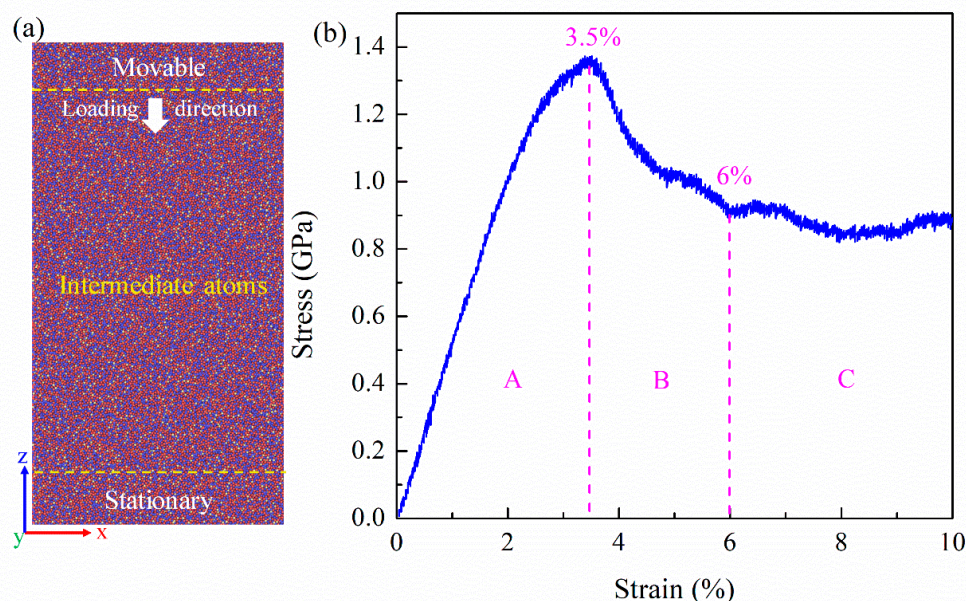 (a)
Movable
Loading direction
Intermediate atoms
Stationary
z
y
x
(b)
1.4
1.2
1.0
0.8
0.6
0.4
0.2
0.0
Stress (GPa)
3.5%
6%
A
B
C
0
2
4
6
8
10
Strain (%)